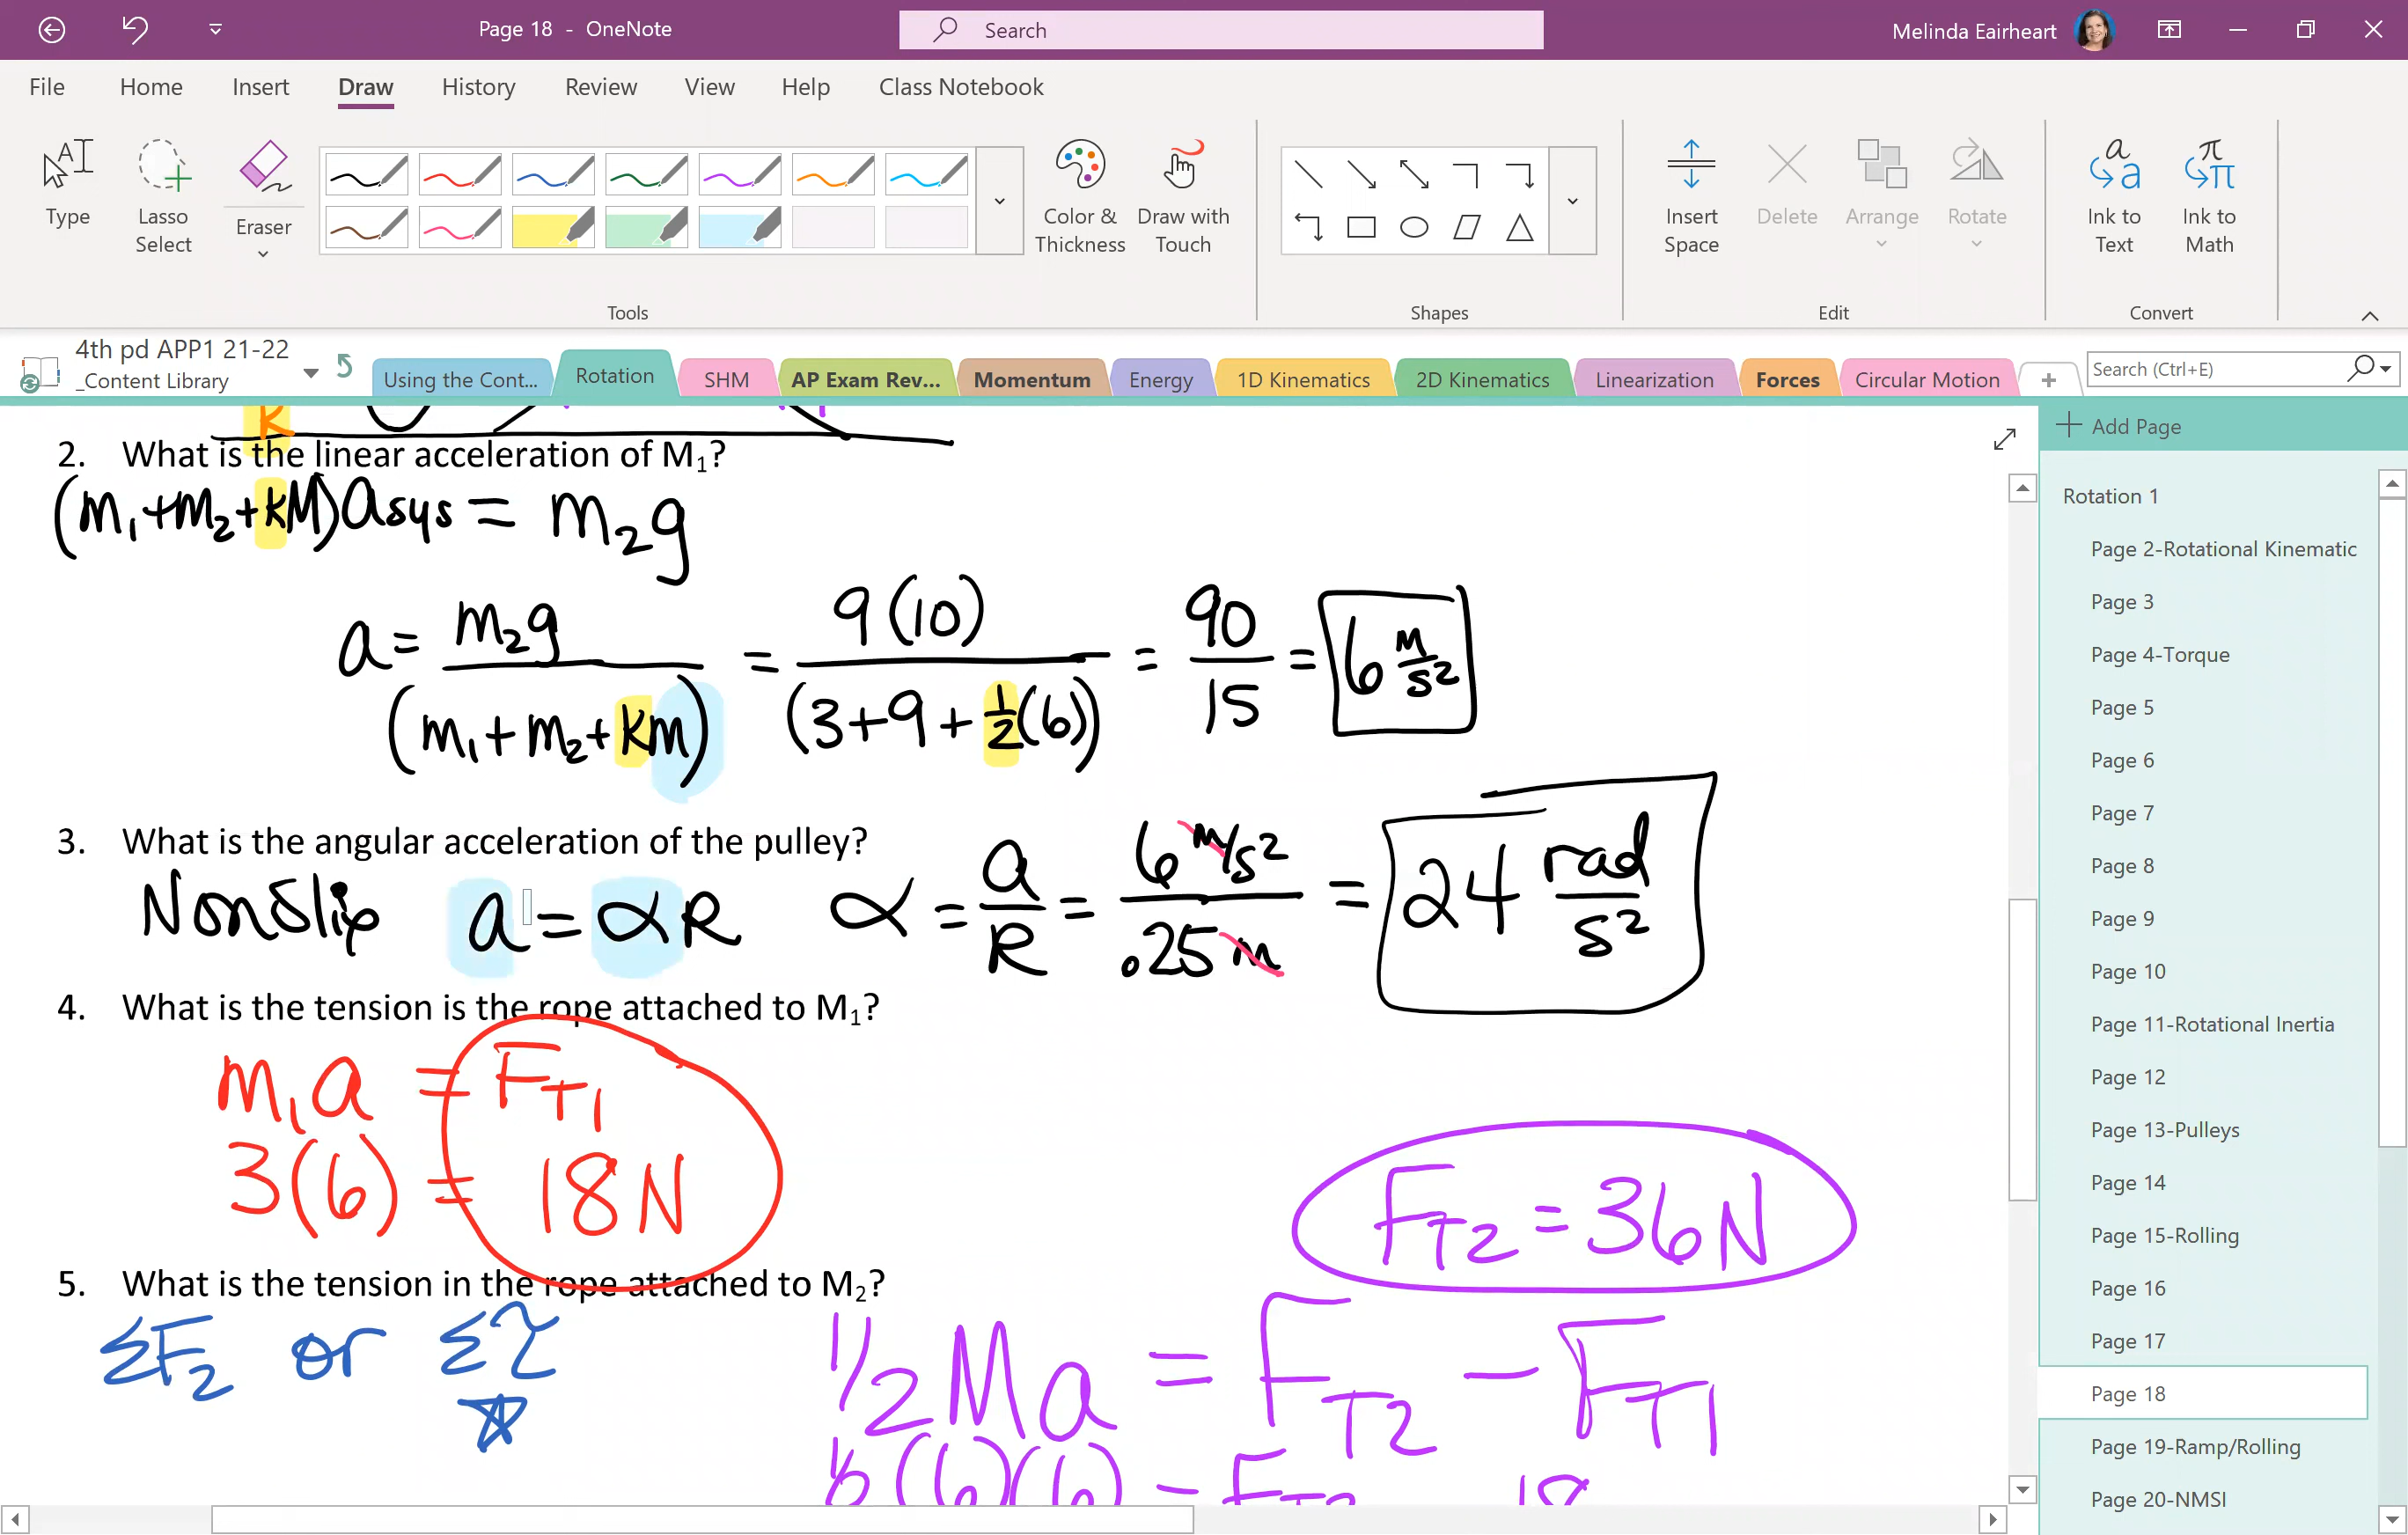 Page 18 - OneNote
Search
Melinda Eairheart
File Home Insert Draw History Review View Help Class Notebook
Type
Lasso Select
Eraser
Color & Thickness
Draw with Touch
Insert Space
Delete
Arrange
Rotate
Ink to Text
Ink to Math
Tools
Shapes
Edit
Convert
4th pd APP1 21-22
_Content Library
Using the Cont... Rotation SHM AP Exam Rev... Momentum Energy 1D Kinematics 2D Kinematics Linearization Forces Circular Motion +
Search (Ctrl+E)
2. What is the linear acceleration of M₁?
(m₁+m₂+kM)asys = m₂g
a = m₂g / (m₁+m₂+km) = 9(10) / (3+9+½(6)) = 90/15 = 6 m/s²
3. What is the angular acceleration of the pulley?
Nonslip a = αR α = a/R = 6 m/s² / .25 m = 24 rad/s²
4. What is the tension is the rope attached to M₁?
m₁a = F_T1
3(6) = 18 N
F_T2 = 36 N
5. What is the tension in the rope attached to M₂?
ΣF₂ or Στ
1/2 Ma = F_T2 − F_T1
Add Page
Rotation 1
Page 2-Rotational Kinematic
Page 3
Page 4-Torque
Page 5
Page 6
Page 7
Page 8
Page 9
Page 10
Page 11-Rotational Inertia
Page 12
Page 13-Pulleys
Page 14
Page 15-Rolling
Page 16
Page 17
Page 18
Page 19-Ramp/Rolling
Page 20-NMSI